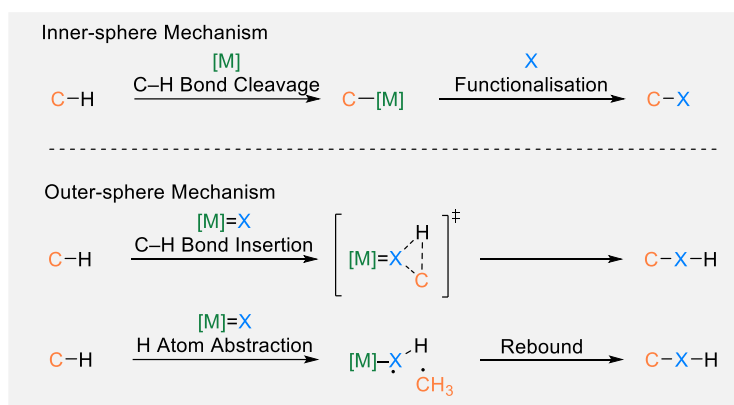 Inner-sphere Mechanism
[M] X
C–H C–H Bond Cleavage C–[M] Functionalisation C–X
Outer-sphere Mechanism
[M]=X ‡
C–H C–H Bond Insertion [M]=X H C C–X–H
[M]=X
C–H H Atom Abstraction [M]–X H CH₃ Rebound C–X–H